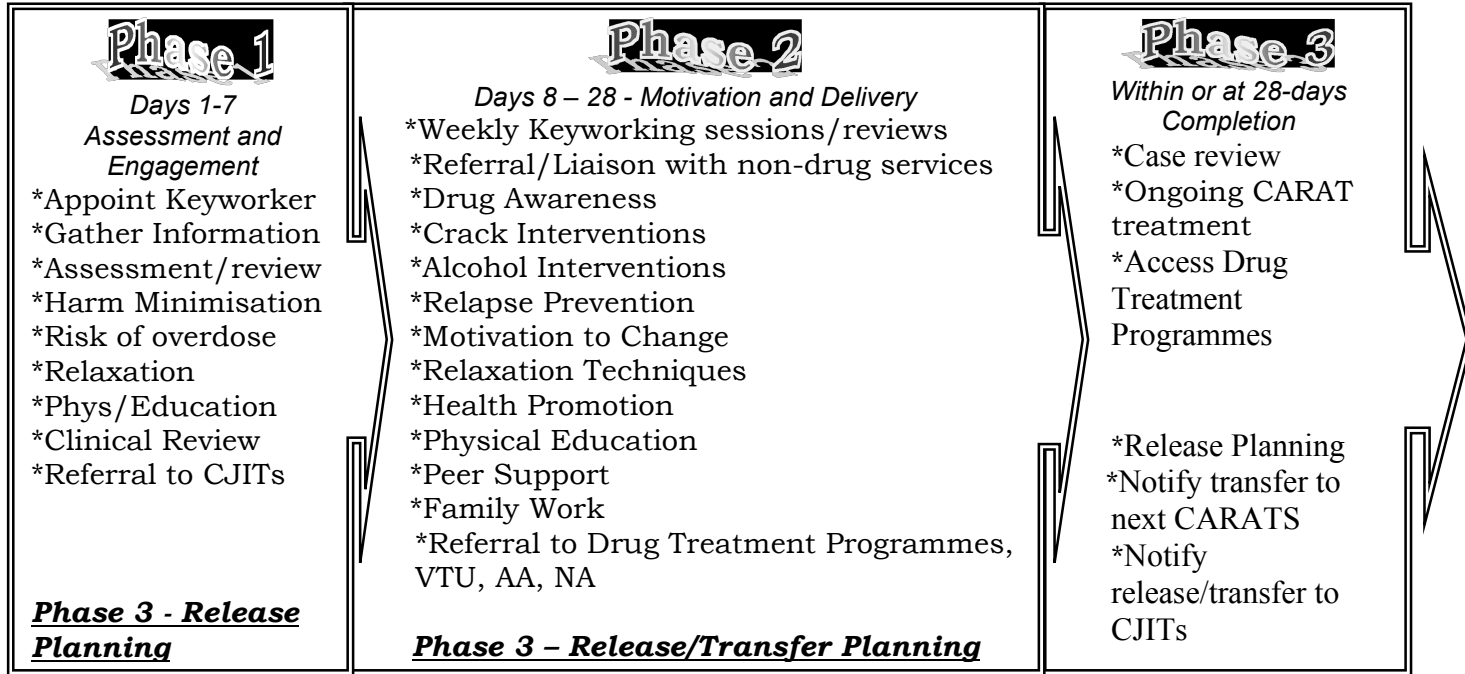 Phase 1
Days 1-7
Assessment and
Engagement
*Appoint Keyworker
*Gather Information
*Assessment/review
*Harm Minimisation
*Risk of overdose
*Relaxation
*Phys/Education
*Clinical Review
*Referral to CJITs
Phase 3 - Release
Planning
Phase 2
Days 8 – 28 - Motivation and Delivery
*Weekly Keyworking sessions/reviews
*Referral/Liaison with non-drug services
*Drug Awareness
*Crack Interventions
*Alcohol Interventions
*Relapse Prevention
*Motivation to Change
*Relaxation Techniques
*Health Promotion
*Physical Education
*Peer Support
*Family Work
*Referral to Drug Treatment Programmes,
VTU, AA, NA
Phase 3 – Release/Transfer Planning
Phase 3
Within or at 28-days
Completion
*Case review
*Ongoing CARAT
treatment
*Access Drug
Treatment
Programmes
*Release Planning
*Notify transfer to
next CARATS
*Notify
release/transfer to
CJITs